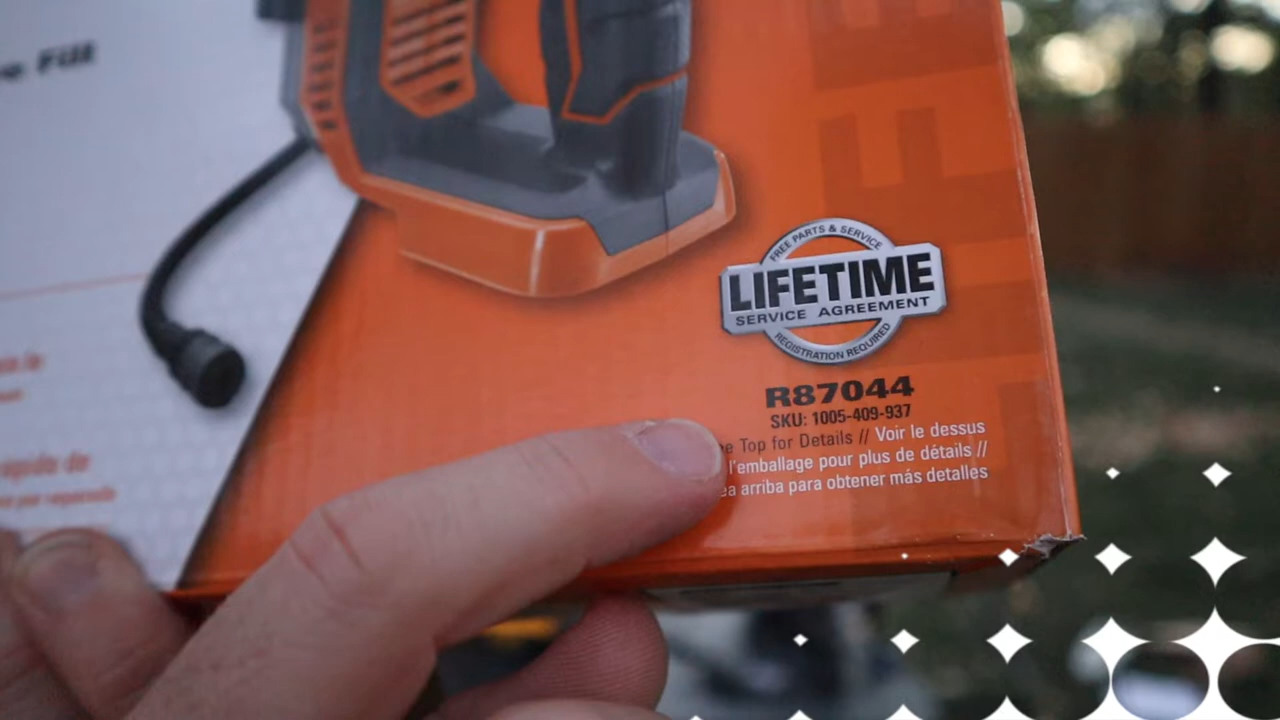 Fill
FREE PARTS & SERVICE
LIFETIME
SERVICE AGREEMENT
REGISTRATION REQUIRED
R87044
SKU: 1005-409-937
Top for Details // Voir le dessus
l'emballage pour plus de détails //
arriba para obtener más detalles